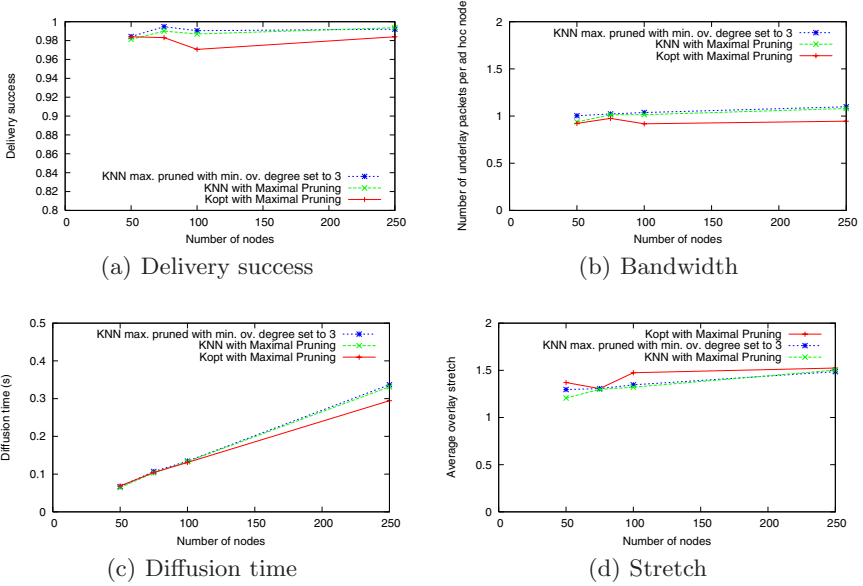 1
0.98
0.96
0.94
0.92
0.9
0.88
0.86
0.84
0.82
0.8
Delivery success
KNN max. pruned with min. ov. degree set to 3
KNN with Maximal Pruning
Kopt with Maximal Pruning
0 50 100 150 200 250
Number of nodes
(a) Delivery success
2
1.5
1
0.5
0
Number of underlay packets per ad hoc node
KNN max. pruned with min. ov. degree set to 3
KNN with Maximal Pruning
Kopt with Maximal Pruning
0 50 100 150 200 250
Number of nodes
(b) Bandwidth
0.5
0.4
0.3
0.2
0.1
0
Diffusion time (s)
KNN max. pruned with min. ov. degree set to 3
KNN with Maximal Pruning
Kopt with Maximal Pruning
0 50 100 150 200 250
Number of nodes
(c) Diffusion time
2
1.5
1
0.5
0
Average overlay stretch
Kopt with Maximal Pruning
KNN max. pruned with min. ov. degree set to 3
KNN with Maximal Pruning
0 50 100 150 200 250
Number of nodes
(d) Stretch